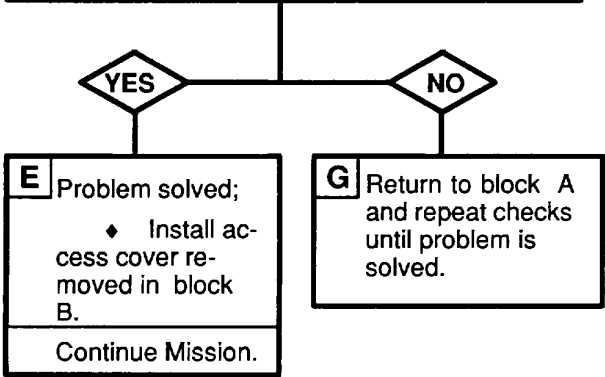 YES
NO
E
Problem solved;
♦ Install ac-
cess cover re-
moved in block
B.
Continue Mission.
G
Return to block A
and repeat checks
until problem is
solved.